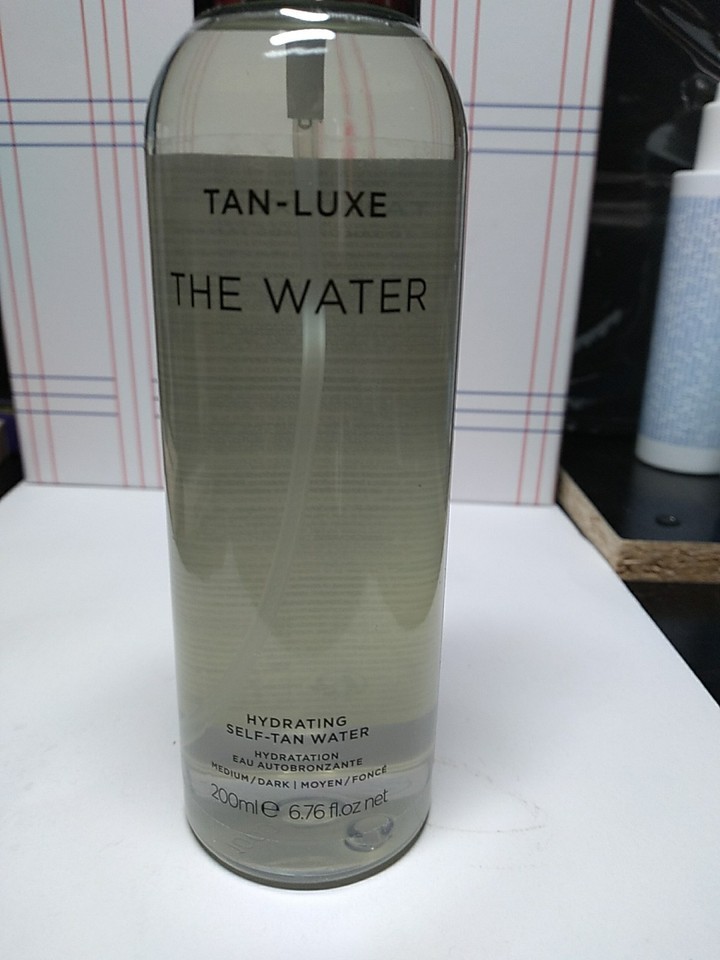 TAN-LUXE
THE WATER
HYDRATING
SELF-TAN WATER
HYDRATATION
EAU AUTOBRONZANTE
MEDIUM/DARK | MOYEN/FONCÉ
200ml ℮ 6.76 fl.oz net